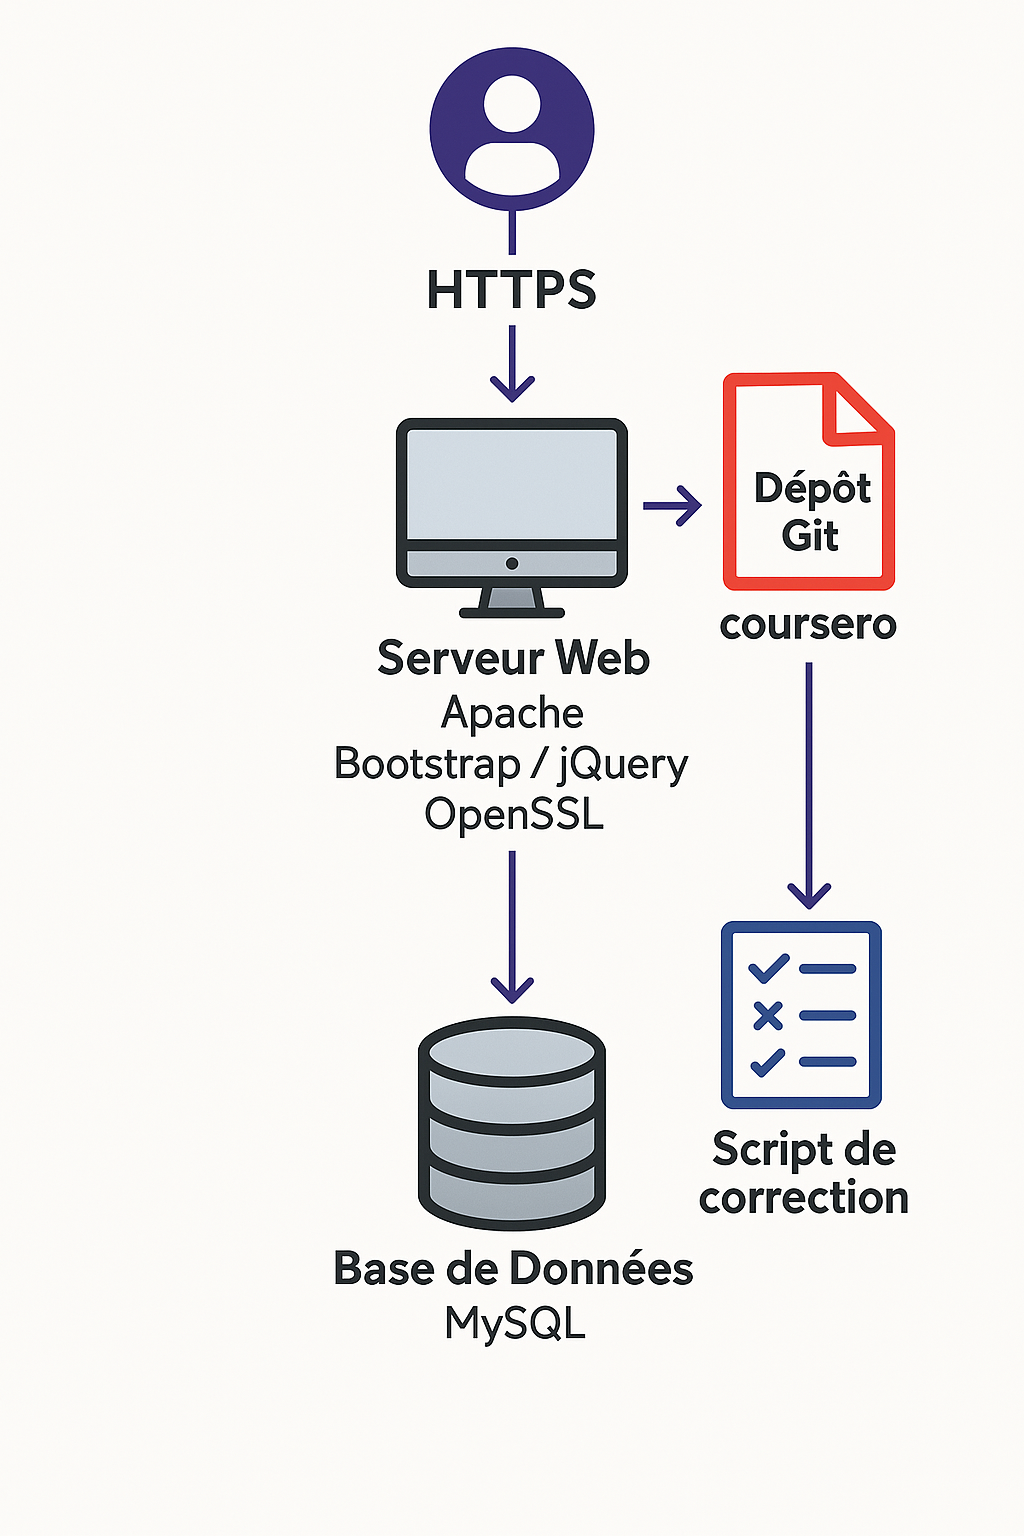 HTTPS
Dépôt
Git
coursero
Serveur Web
Apache
Bootstrap / jQuery
OpenSSL
Script de
correction
Base de Données
MySQL